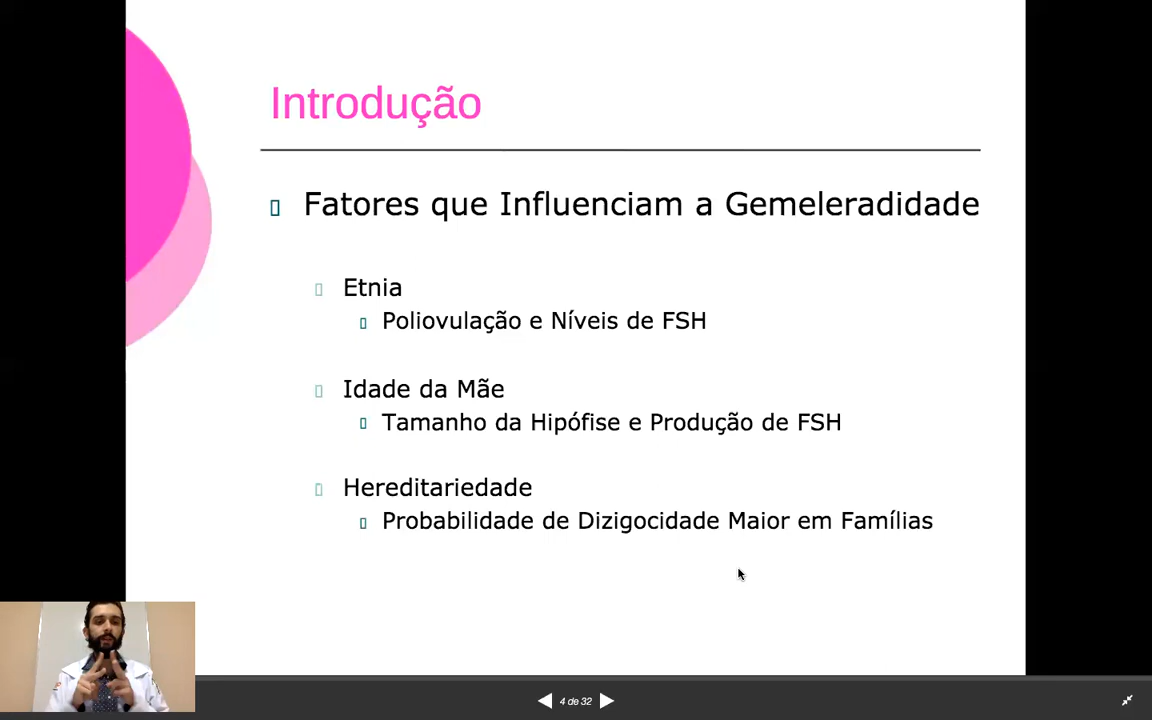 Introdução
Fatores que Influenciam a Gemeleradidade
Etnia
Poliovulação e Níveis de FSH
Idade da Mãe
Tamanho da Hipófise e Produção de FSH
Hereditariedade
Probabilidade de Dizigocidade Maior em Famílias
4 de 32